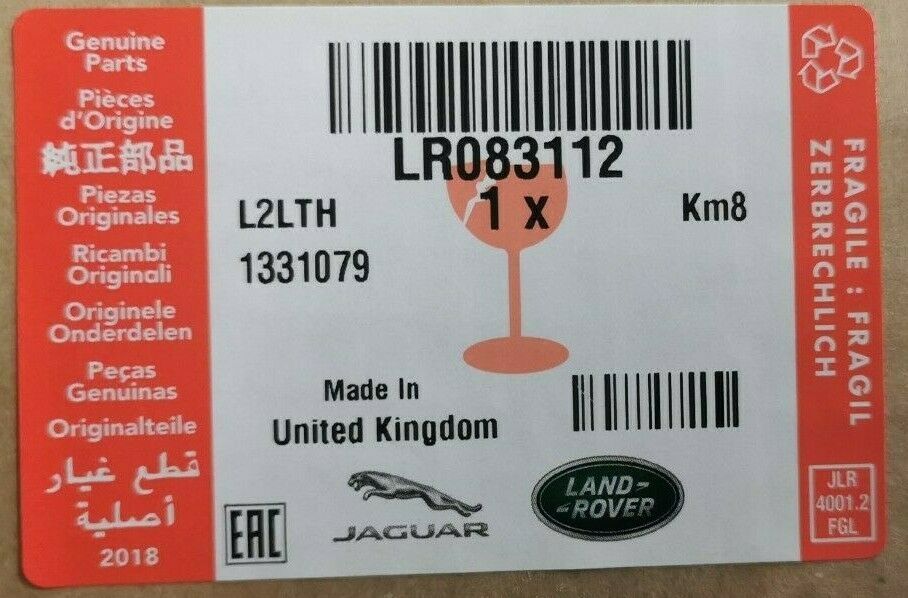 Genuine
Parts
Pièces
d'Origine
純正部品
Piezas
Originales
Ricambi
Originali
Originele
Onderdelen
Peças
Genuinas
Originalteile
قطع غيار
أصلية
2018
LR083112
1 x
L2LTH
Km8
1331079
Made In
United Kingdom
EAC
JAGUAR
LAND-
-ROVER
FRAGILE : FRAGIL
ZERBRECHLICH
JLR
4001.2
FGL